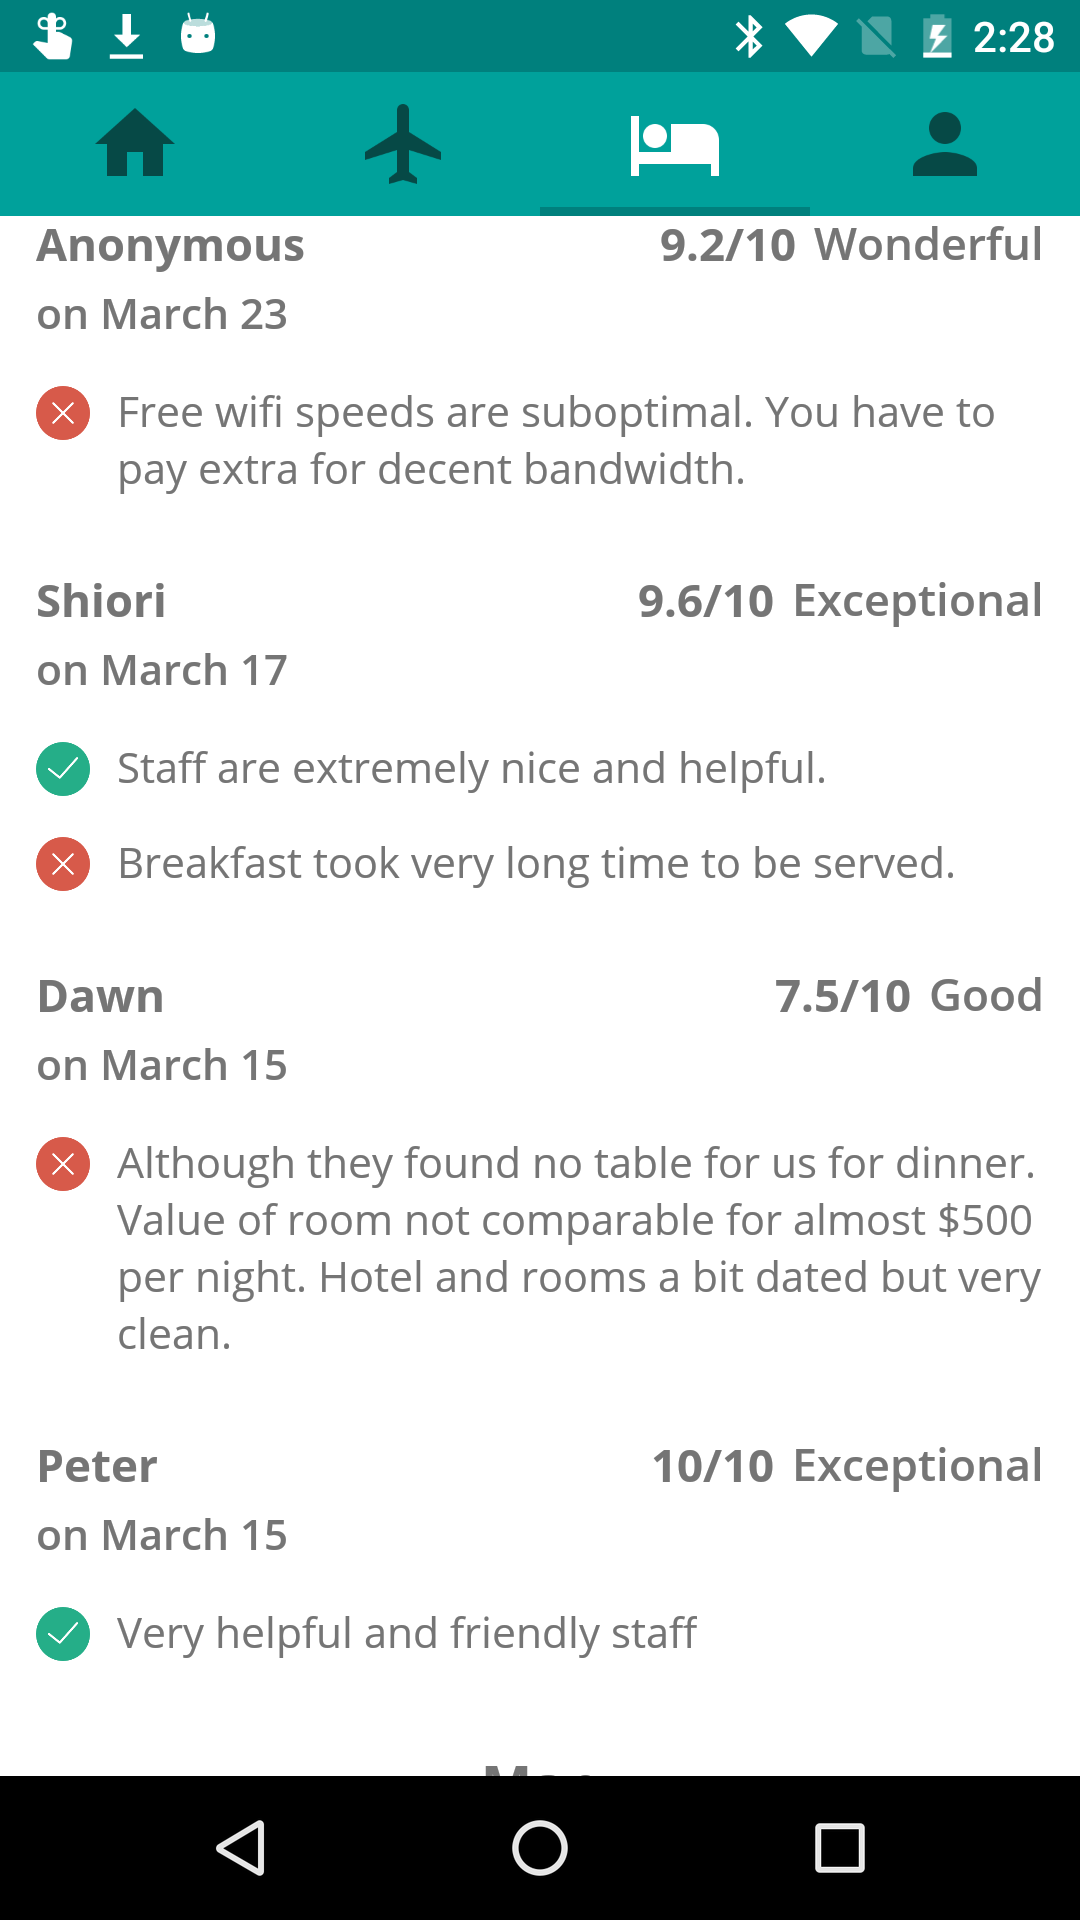 2:28
Anonymous 9.2/10 Wonderful
on March 23
Free wifi speeds are suboptimal. You have to
pay extra for decent bandwidth.
Shiori 9.6/10 Exceptional
on March 17
Staff are extremely nice and helpful.
Breakfast took very long time to be served.
Dawn 7.5/10 Good
on March 15
Although they found no table for us for dinner.
Value of room not comparable for almost $500
per night. Hotel and rooms a bit dated but very
clean.
Peter 10/10 Exceptional
on March 15
Very helpful and friendly staff